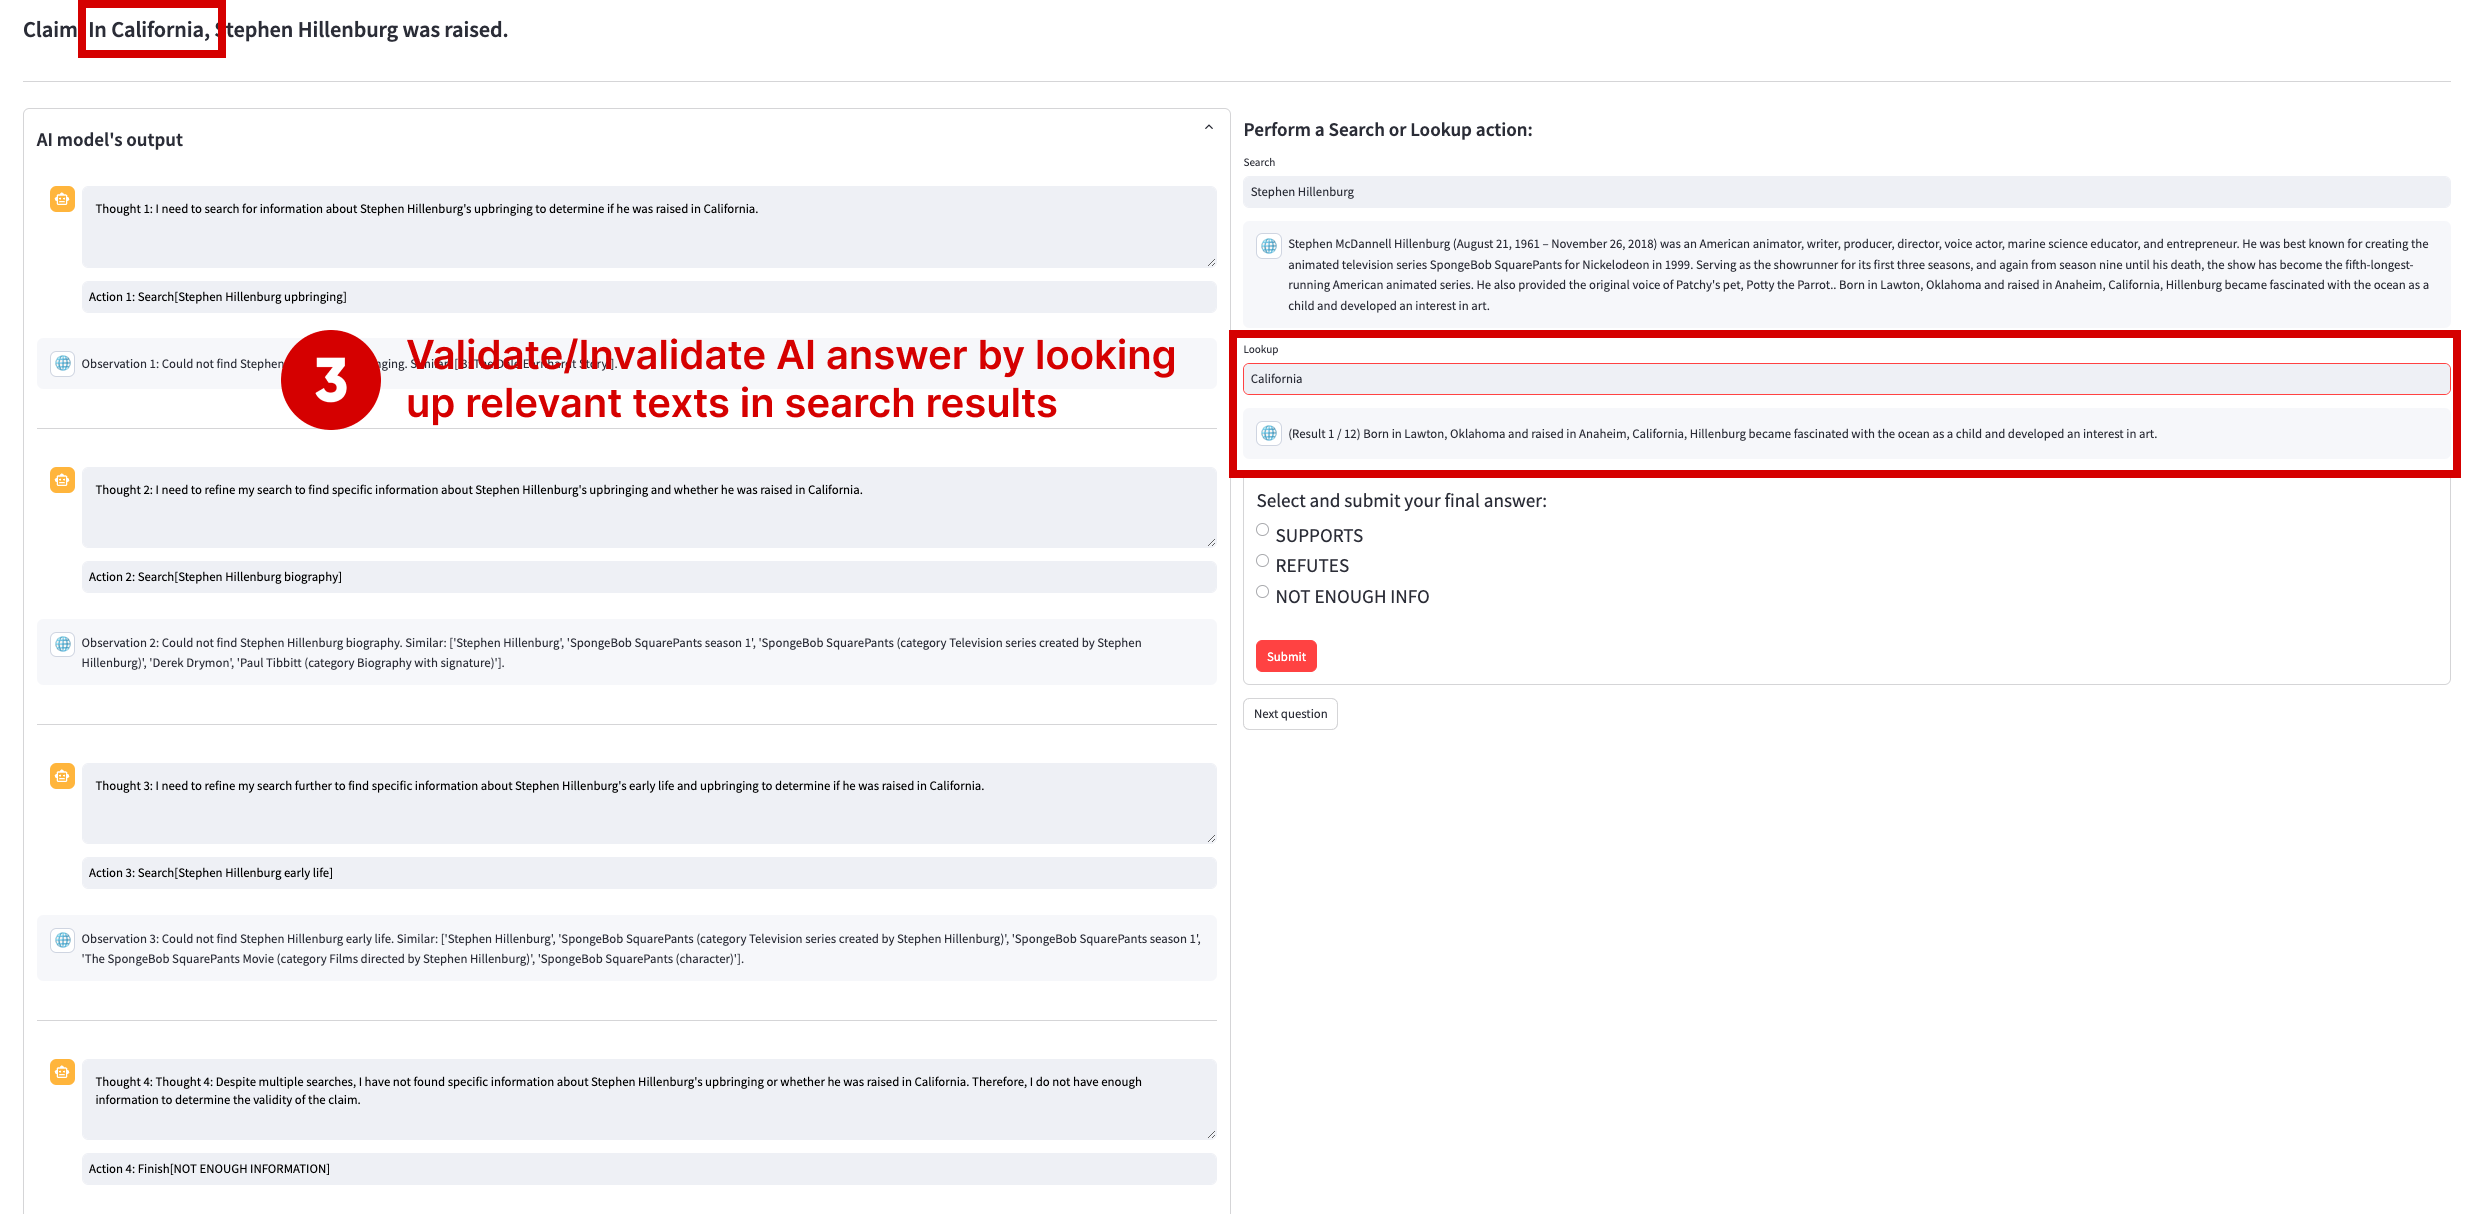 Claim In California, Stephen Hillenburg was raised.
AI model's output
Thought 1: I need to search for information about Stephen Hillenburg's upbringing to determine if he was raised in California.
Action 1: Search[Stephen Hillenburg upbringing]
Observation 1: Could not find Stephen
3
Validate/Invalidate AI answer by looking
up relevant texts in search results
Thought 2: I need to refine my search to find specific information about Stephen Hillenburg's upbringing and whether he was raised in California.
Action 2: Search[Stephen Hillenburg biography]
Observation 2: Could not find Stephen Hillenburg biography. Similar: ['Stephen Hillenburg', 'SpongeBob SquarePants season 1', 'SpongeBob SquarePants (category Television series created by Stephen
Hillenburg)', 'Derek Drymon', 'Paul Tibbitt (category Biography with signature)'].
Thought 3: I need to refine my search further to find specific information about Stephen Hillenburg's early life and upbringing to determine if he was raised in California.
Action 3: Search[Stephen Hillenburg early life]
Observation 3: Could not find Stephen Hillenburg early life. Similar: ['Stephen Hillenburg', 'SpongeBob SquarePants (category Television series created by Stephen Hillenburg)', 'SpongeBob SquarePants season 1',
'The SpongeBob SquarePants Movie (category Films directed by Stephen Hillenburg)', 'SpongeBob SquarePants (character)'].
Thought 4: Thought 4: Despite multiple searches, I have not found specific information about Stephen Hillenburg's upbringing or whether he was raised in California. Therefore, I do not have enough
information to determine the validity of the claim.
Action 4: Finish[NOT ENOUGH INFORMATION]
Perform a Search or Lookup action:
Search
Stephen Hillenburg
Stephen McDannell Hillenburg (August 21, 1961 – November 26, 2018) was an American animator, writer, producer, director, voice actor, marine science educator, and entrepreneur. He was best known for creating the
animated television series SpongeBob SquarePants for Nickelodeon in 1999. Serving as the showrunner for its first three seasons, and again from season nine until his death, the show has become the fifth-longest-
running American animated series. He also provided the original voice of Patchy's pet, Potty the Parrot.. Born in Lawton, Oklahoma and raised in Anaheim, California, Hillenburg became fascinated with the ocean as a
child and developed an interest in art.
Lookup
California
(Result 1 / 12) Born in Lawton, Oklahoma and raised in Anaheim, California, Hillenburg became fascinated with the ocean as a child and developed an interest in art.
Select and submit your final answer:
SUPPORTS
REFUTES
NOT ENOUGH INFO
Submit
Next question